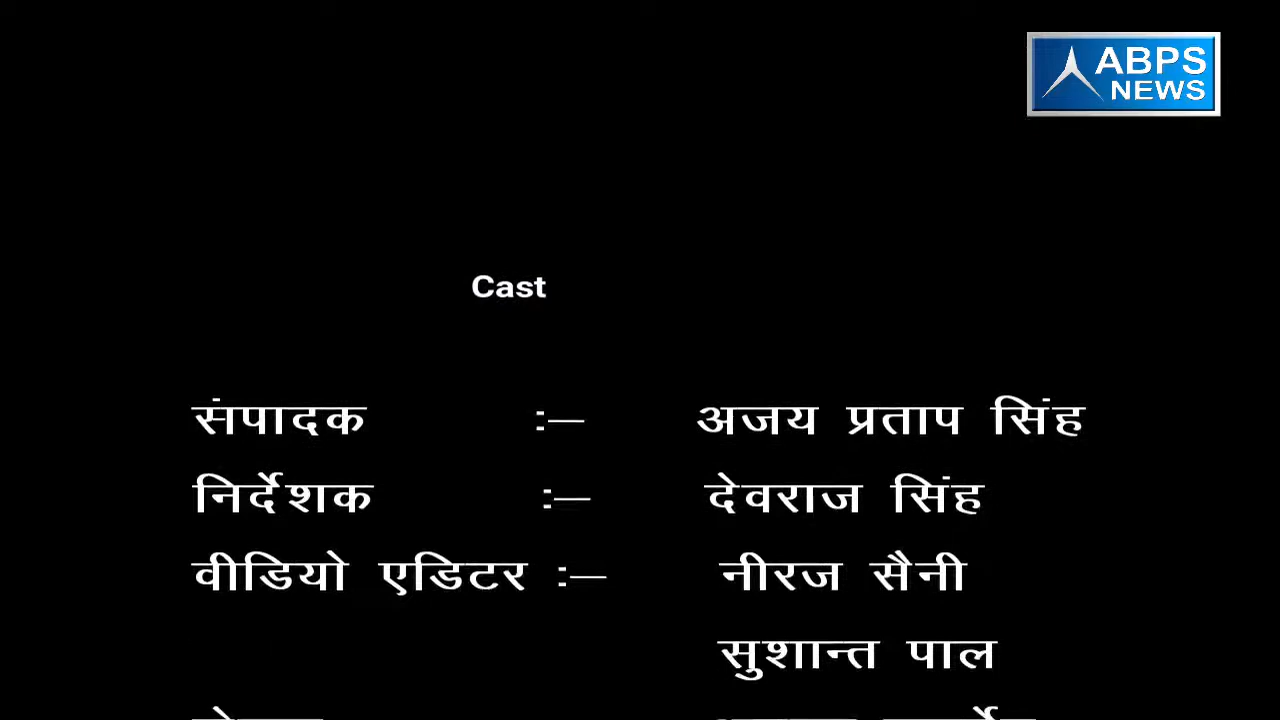 ABPS
NEWS
Cast
संपादक :— अजय प्रताप सिंह
निर्देशक :— देवराज सिंह
वीडियो एडिटर :— नीरज सैनी
सुशान्त पाल